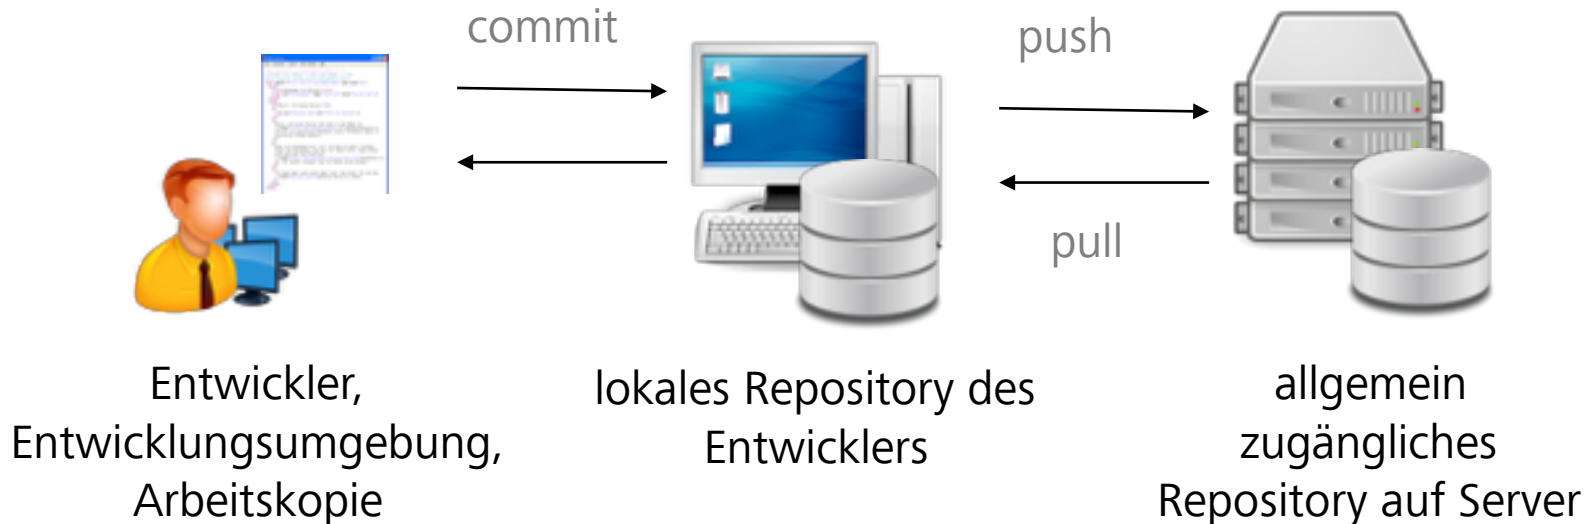 commit
push
pull
Entwickler,
Entwicklungsumgebung,
Arbeitskopie
lokales Repository des
Entwicklers
allgemein
zugängliches
Repository auf Server